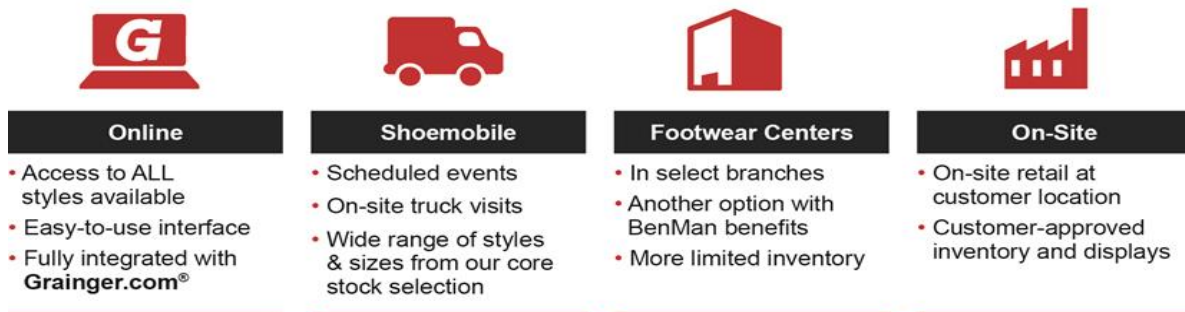 G
Online
• Access to ALL
styles available
• Easy-to-use interface
• Fully integrated with
Grainger.com®
Shoemobile
• Scheduled events
• On-site truck visits
• Wide range of styles
& sizes from our core
stock selection
Footwear Centers
• In select branches
• Another option with
BenMan benefits
• More limited inventory
On-Site
• On-site retail at
customer location
• Customer-approved
inventory and displays